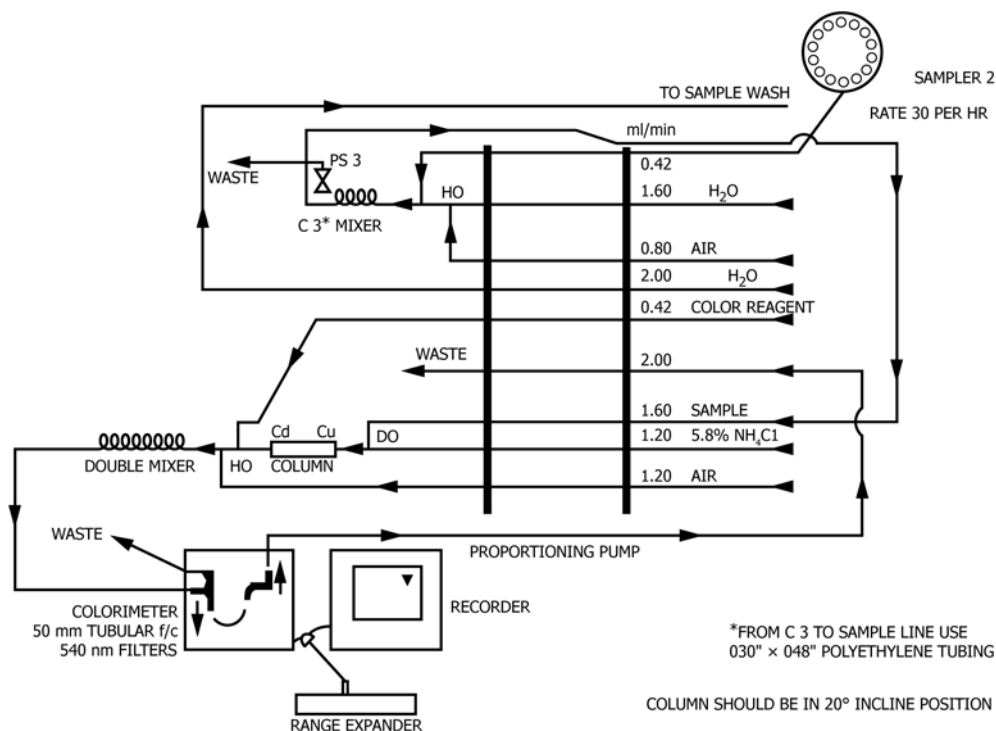 SAMPLER 2
TO SAMPLE WASH
RATE 30 PER HR
ml/min
PS 3
WASTE
0.42
HO
1.60 H₂O
C 3* MIXER
0.80 AIR
2.00 H₂O
0.42 COLOR REAGENT
WASTE
2.00
1.60 SAMPLE
Cd Cu
DO
1.20 5.8% NH₄C1
HO
COLUMN
DOUBLE MIXER
1.20 AIR
WASTE
PROPORTIONING PUMP
COLORIMETER
50 mm TUBULAR f/c
540 nm FILTERS
RECORDER
*FROM C 3 TO SAMPLE LINE USE
030" × 048" POLYETHYLENE TUBING
COLUMN SHOULD BE IN 20° INCLINE POSITION
RANGE EXPANDER